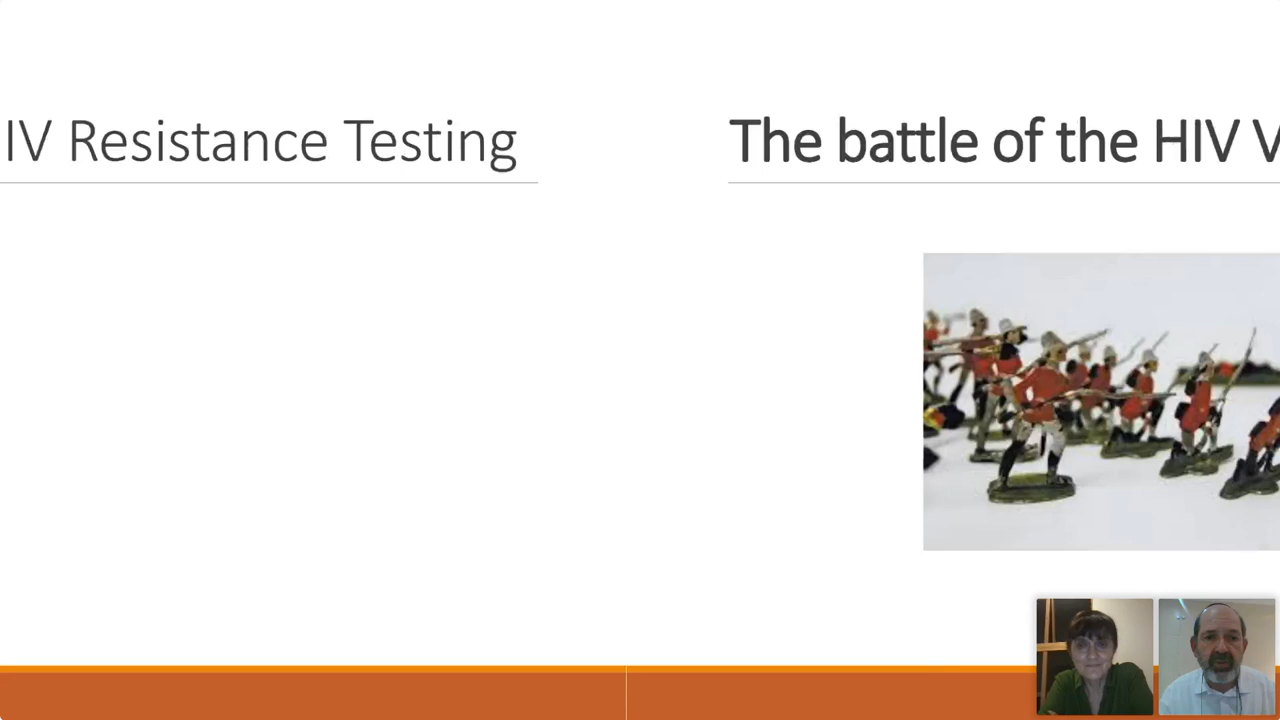 IV Resistance Testing
The battle of the HIV V